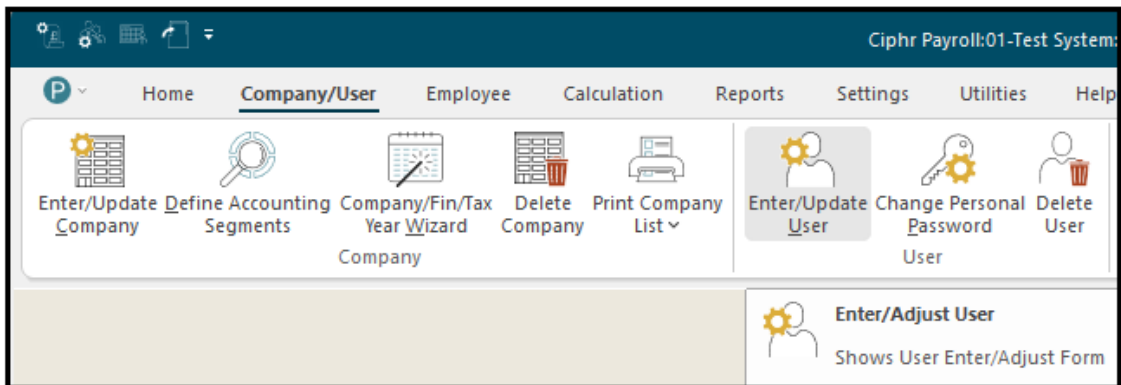 Ciphr Payroll:01-Test System:
P
Home Company/User Employee Calculation Reports Settings Utilities Help
Enter/Update Define Accounting Company/Fin/Tax Delete Print Company Enter/Update Change Personal Delete
Company Segments Year Wizard Company List User Password User
Company User
Enter/Adjust User
Shows User Enter/Adjust Form